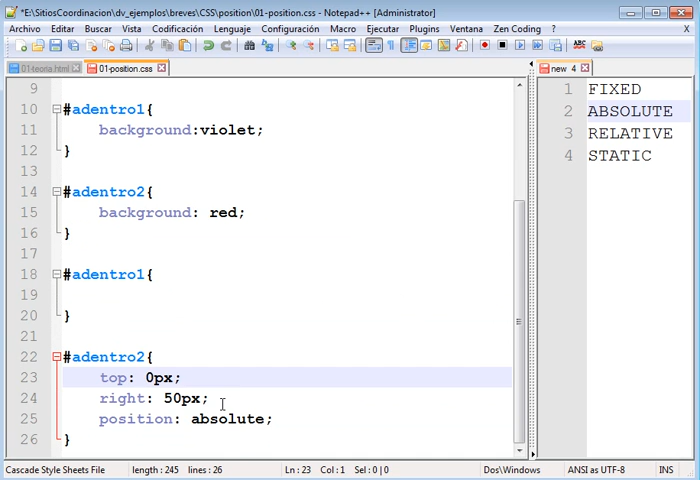 *E:\SitiosCoordinacion\dv_ejemplos\breves\CSS\position\01-position.css - Notepad++ [Administrator]
Archivo Editar Buscar Vista Codificación Lenguaje Configuración Macro Ejecutar Plugins Ventana Zen Coding ? X
01-teoria.html 01-position.css
9
10 #adentro1{
11 background:violet;
12 }
13
14 #adentro2{
15 background: red;
16 }
17
18 #adentro1{
19
20 }
21
22 #adentro2{
23 top: 0px;
24 right: 50px;
25 position: absolute;
26 }
new 4
1 FIXED
2 ABSOLUTE
3 RELATIVE
4 STATIC
Cascade Style Sheets File length : 245 lines : 26 Ln : 23 Col : 1 Sel : 0 | 0 Dos\Windows ANSI as UTF-8 INS